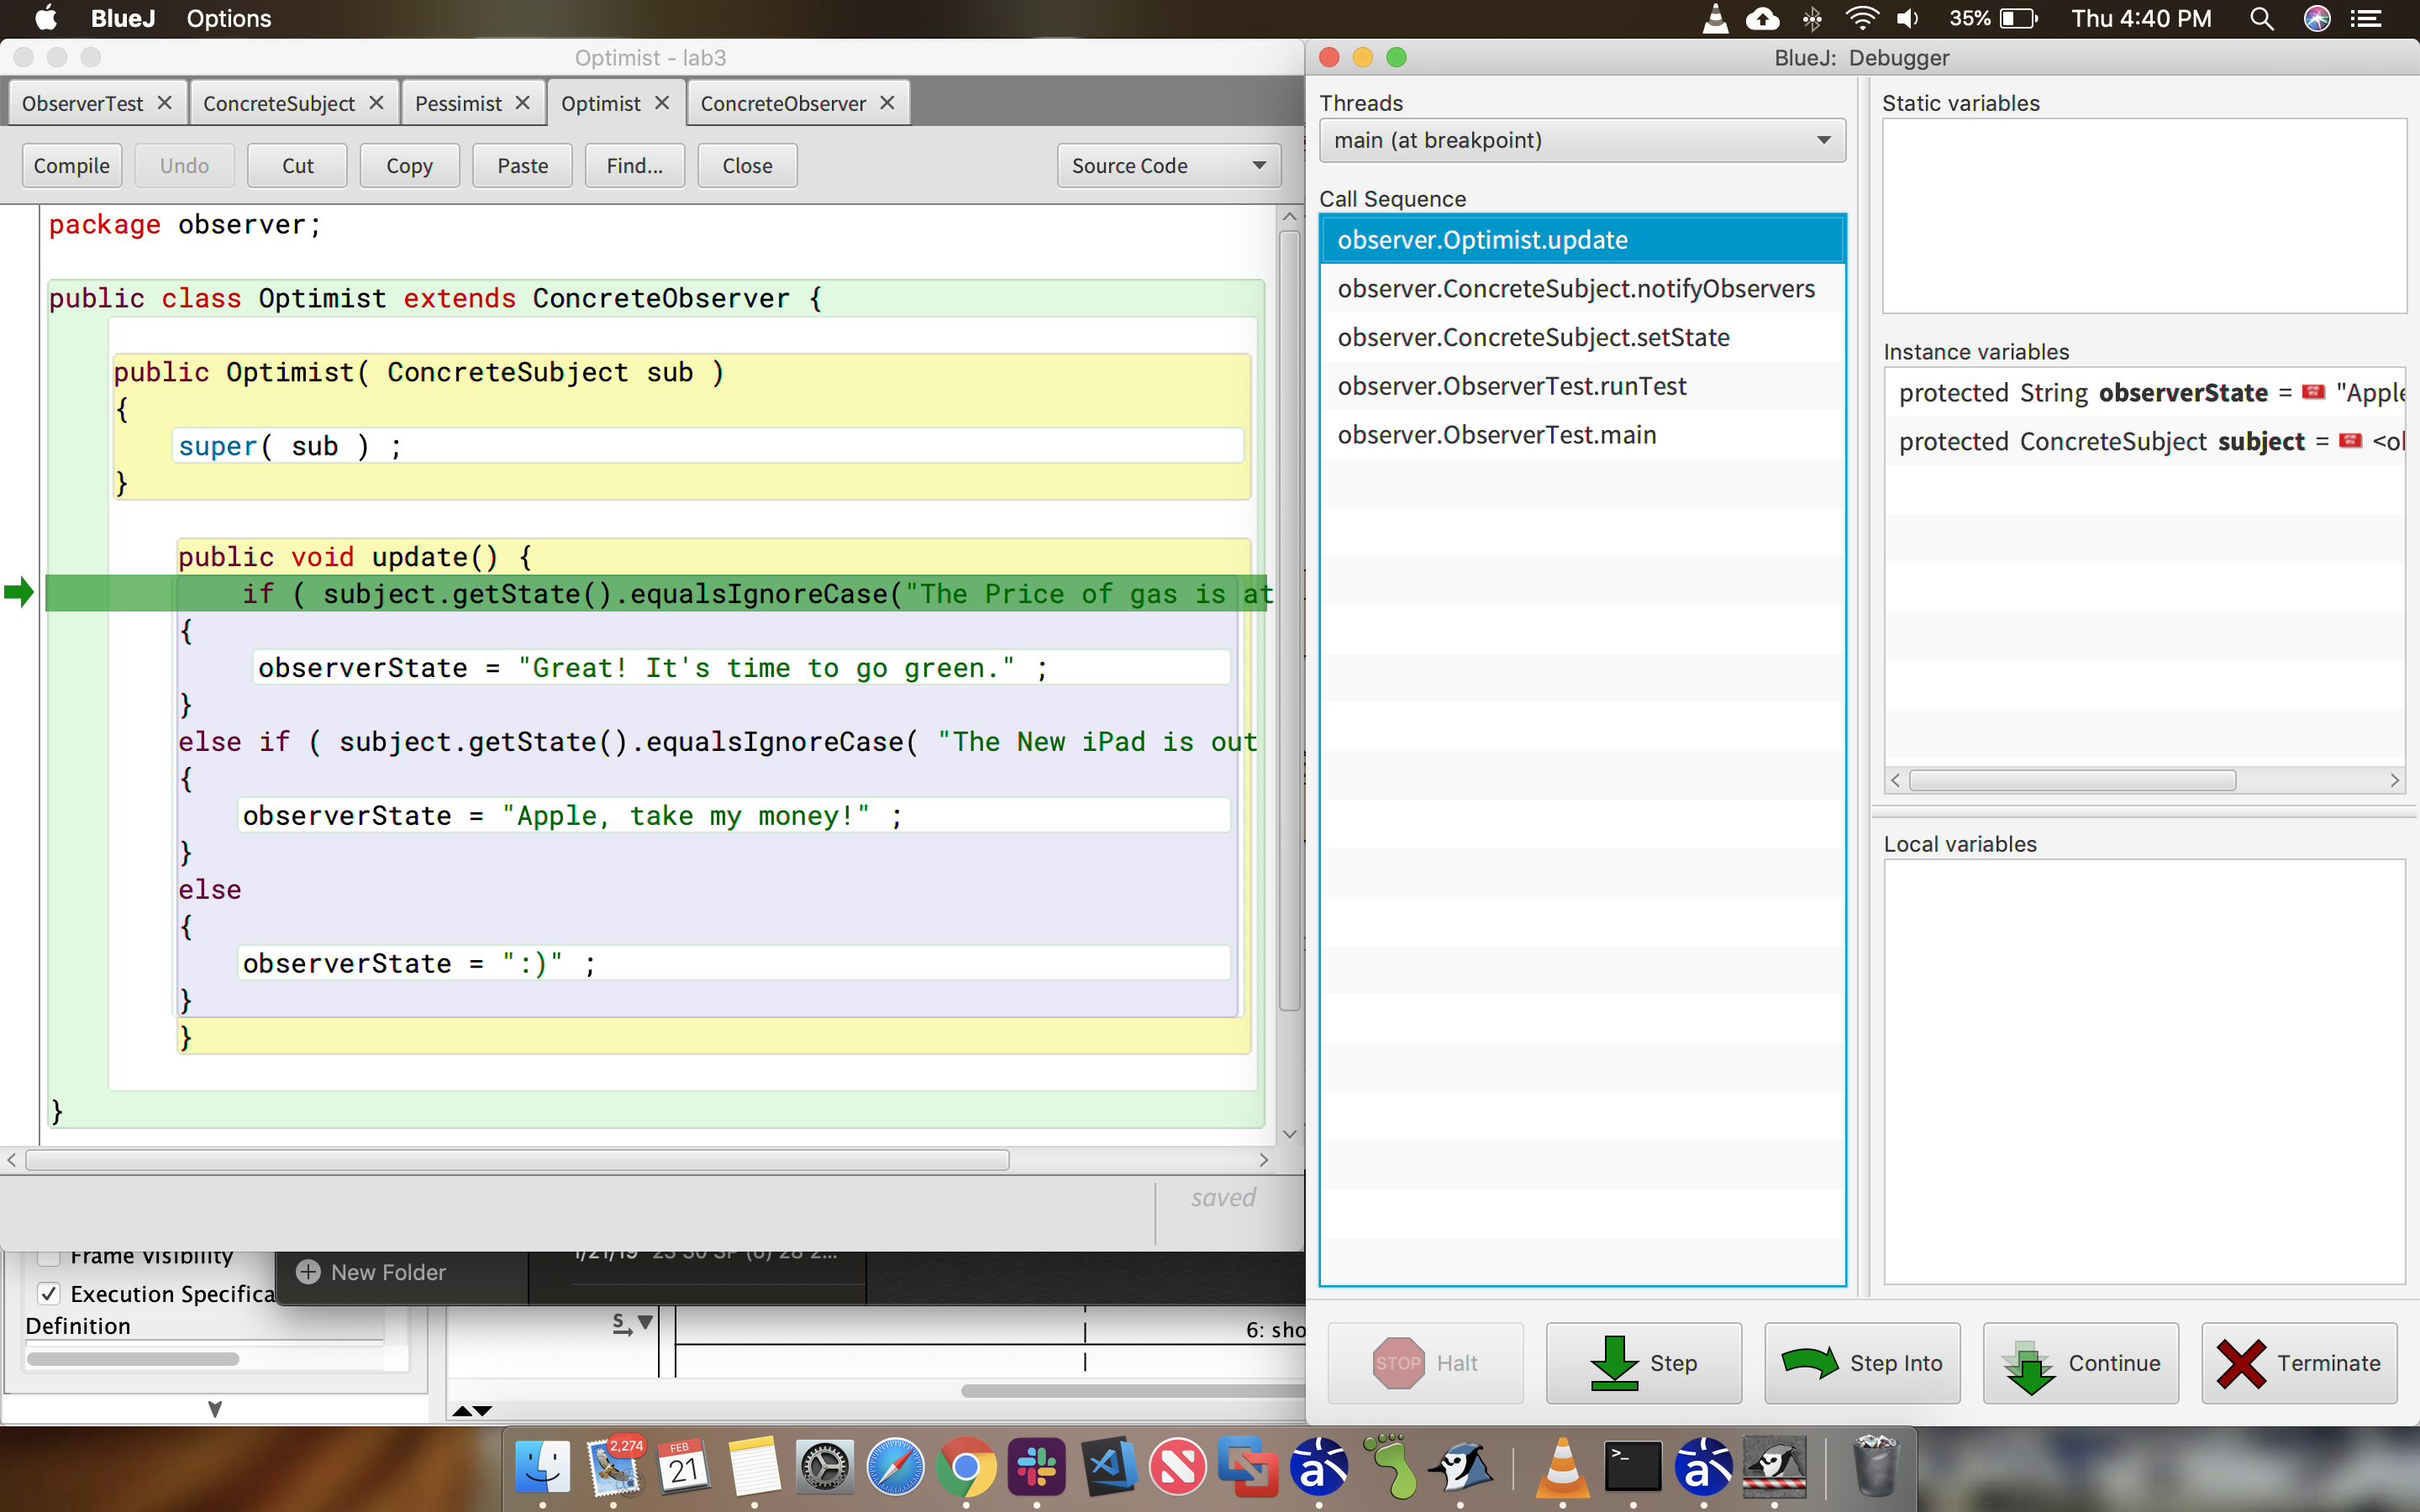 BlueJ Options 35% Thu 4:40 PM
Optimist - lab3
ObserverTest ConcreteSubject Pessimist Optimist ConcreteObserver
Compile Undo Cut Copy Paste Find... Close Source Code
package observer;
public class Optimist extends ConcreteObserver {
public Optimist( ConcreteSubject sub )
{
super( sub ) ;
}
public void update() {
if ( subject.getState().equalsIgnoreCase("The Price of gas is at
{
observerState = "Great! It's time to go green." ;
}
else if ( subject.getState().equalsIgnoreCase( "The New iPad is out
{
observerState = "Apple, take my money!" ;
}
else
{
observerState = ":)" ;
}
}
}
saved
Frame Visibility
Execution Specifica
Definition
New Folder
1/21/19
6: sho
BlueJ: Debugger
Threads
main (at breakpoint)
Call Sequence
observer.Optimist.update
observer.ConcreteSubject.notifyObservers
observer.ConcreteSubject.setState
observer.ObserverTest.runTest
observer.ObserverTest.main
Static variables
Instance variables
protected String observerState = "Apple
protected ConcreteSubject subject = <ol
Local variables
STOP Halt Step Step Into Continue Terminate
2,274
FEB
21